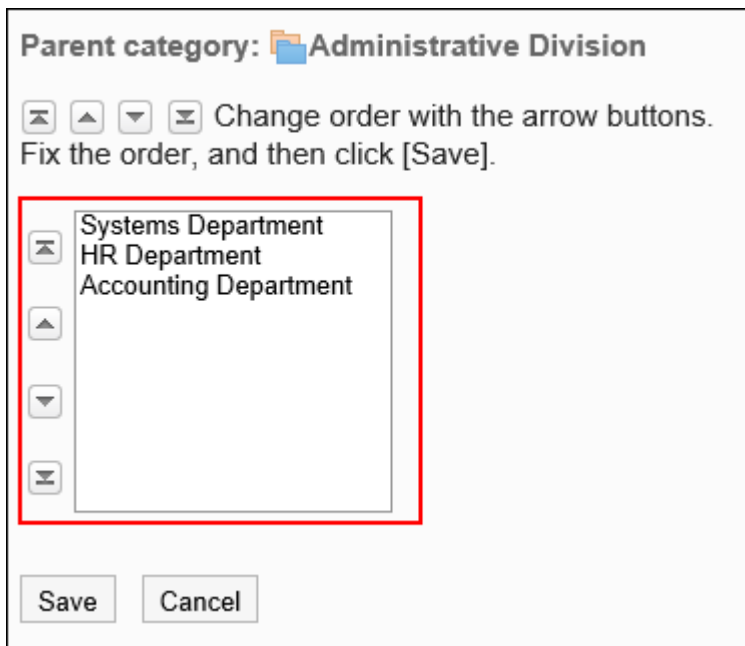 Parent category: Administrative Division
Change order with the arrow buttons.
Fix the order, and then click [Save].
Systems Department
HR Department
Accounting Department
Save Cancel